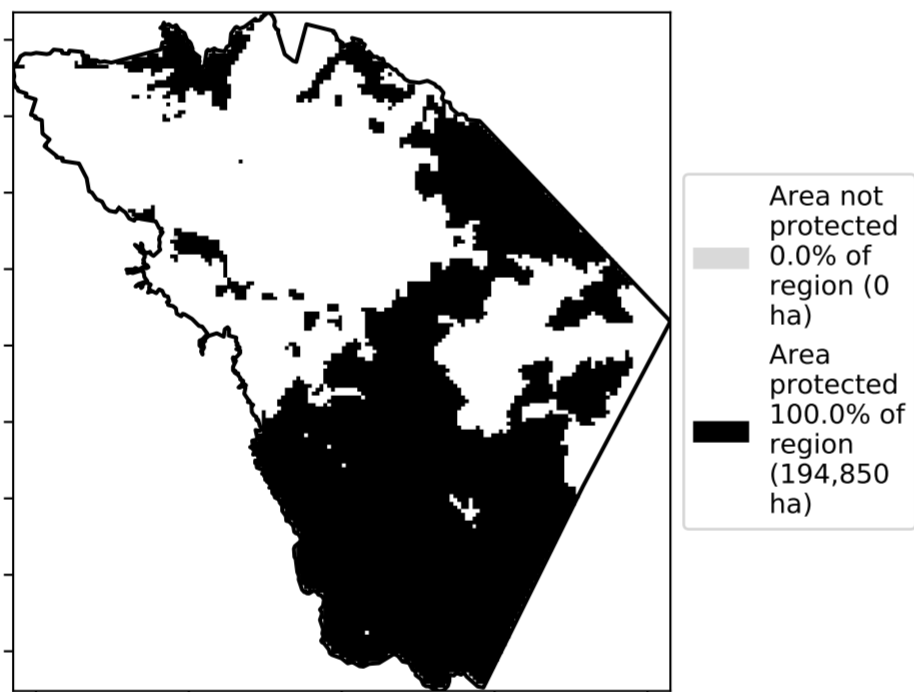 Area not
protected
0.0% of
region (0
ha)
Area
protected
100.0% of
region
(194,850
ha)